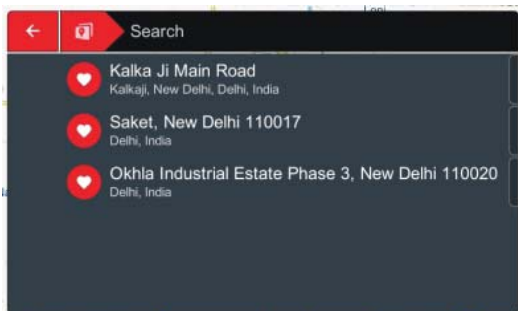 Loni
Search
Kalka Ji Main Road
Kalkaji, New Delhi, Delhi, India
Saket, New Delhi 110017
Delhi, India
Okhla Industrial Estate Phase 3, New Delhi 110020
Delhi, India